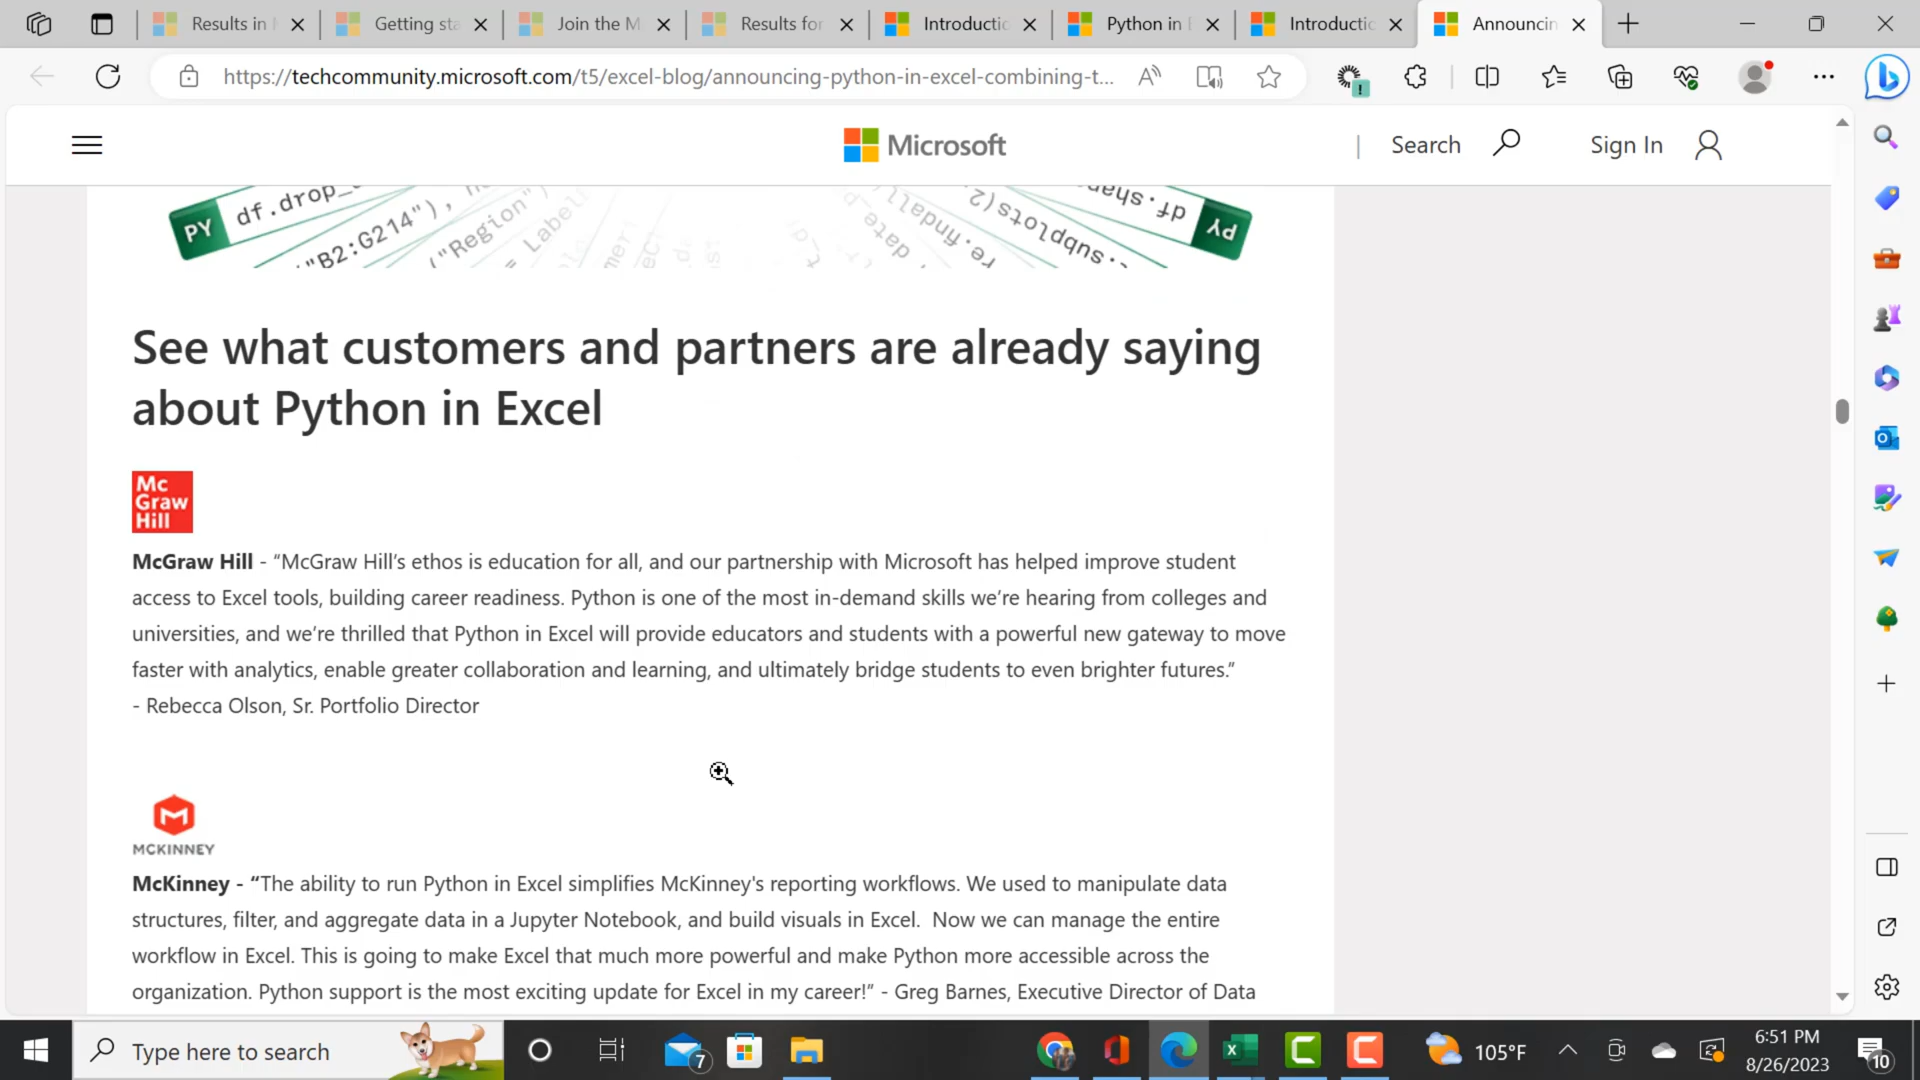 Results in
Getting sta
Join the M
Results for
Introductio
Python in E
Introductio
Announcin
https://techcommunity.microsoft.com/t5/excel-blog/announcing-python-in-excel-combining-t...
Microsoft
Search
Sign In
PY df.drop_
"B2:G214"),
("Region")
= Label
df.sha PY
.subplots(2
re.findall
date
See what customers and partners are already saying
about Python in Excel
Mc
Graw
Hill
McGraw Hill - “McGraw Hill’s ethos is education for all, and our partnership with Microsoft has helped improve student
access to Excel tools, building career readiness. Python is one of the most in-demand skills we’re hearing from colleges and
universities, and we’re thrilled that Python in Excel will provide educators and students with a powerful new gateway to move
faster with analytics, enable greater collaboration and learning, and ultimately bridge students to even brighter futures.”
- Rebecca Olson, Sr. Portfolio Director
MCKINNEY
McKinney - “The ability to run Python in Excel simplifies McKinney's reporting workflows. We used to manipulate data
structures, filter, and aggregate data in a Jupyter Notebook, and build visuals in Excel. Now we can manage the entire
workflow in Excel. This is going to make Excel that much more powerful and make Python more accessible across the
organization. Python support is the most exciting update for Excel in my career!” - Greg Barnes, Executive Director of Data
Type here to search
7
105°F
6:51 PM
8/26/2023
10